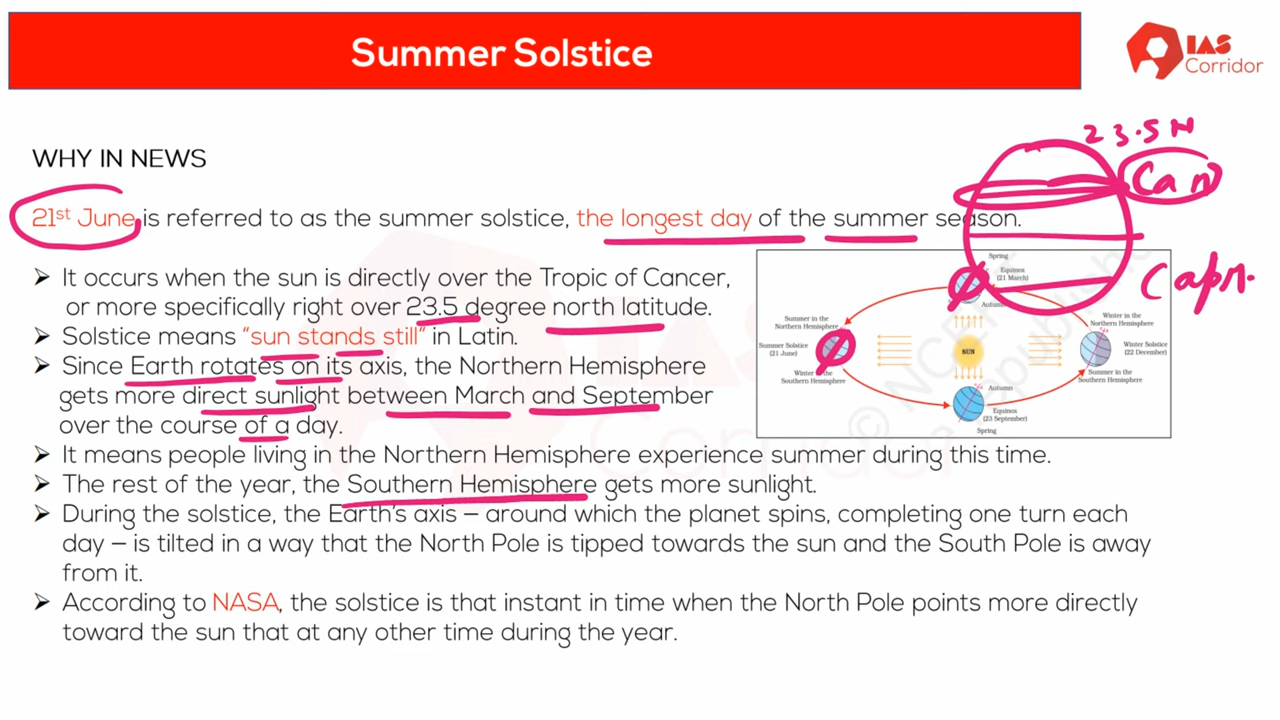 Summer Solstice
IAS
Corridor
WHY IN NEWS
21st June, is referred to as the summer solstice, the longest day of the summer season.
23.5 N
Can
Capri.
➢ It occurs when the sun is directly over the Tropic of Cancer,
or more specifically right over 23.5 degree north latitude.
➢ Solstice means “sun stands still” in Latin.
➢ Since Earth rotates on its axis, the Northern Hemisphere
gets more direct sunlight between March and September
over the course of a day.
➢ It means people living in the Northern Hemisphere experience summer during this time.
➢ The rest of the year, the Southern Hemisphere gets more sunlight.
➢ During the solstice, the Earth’s axis – around which the planet spins, completing one turn each
day – is tilted in a way that the North Pole is tipped towards the sun and the South Pole is away
from it.
➢ According to NASA, the solstice is that instant in time when the North Pole points more directly
toward the sun that at any other time during the year.
Spring
Equinox
(21 March)
Autumn
Summer in the
Northern Hemisphere
Summer Solstice
(21 June)
Winter in the
Southern Hemisphere
SUN
Winter in the
Northern Hemisphere
Winter Solstice
(22 December)
Summer in the
Southern Hemisphere
Autumn
Equinox
(23 September)
Spring
© NCERT
IAS
Corridor